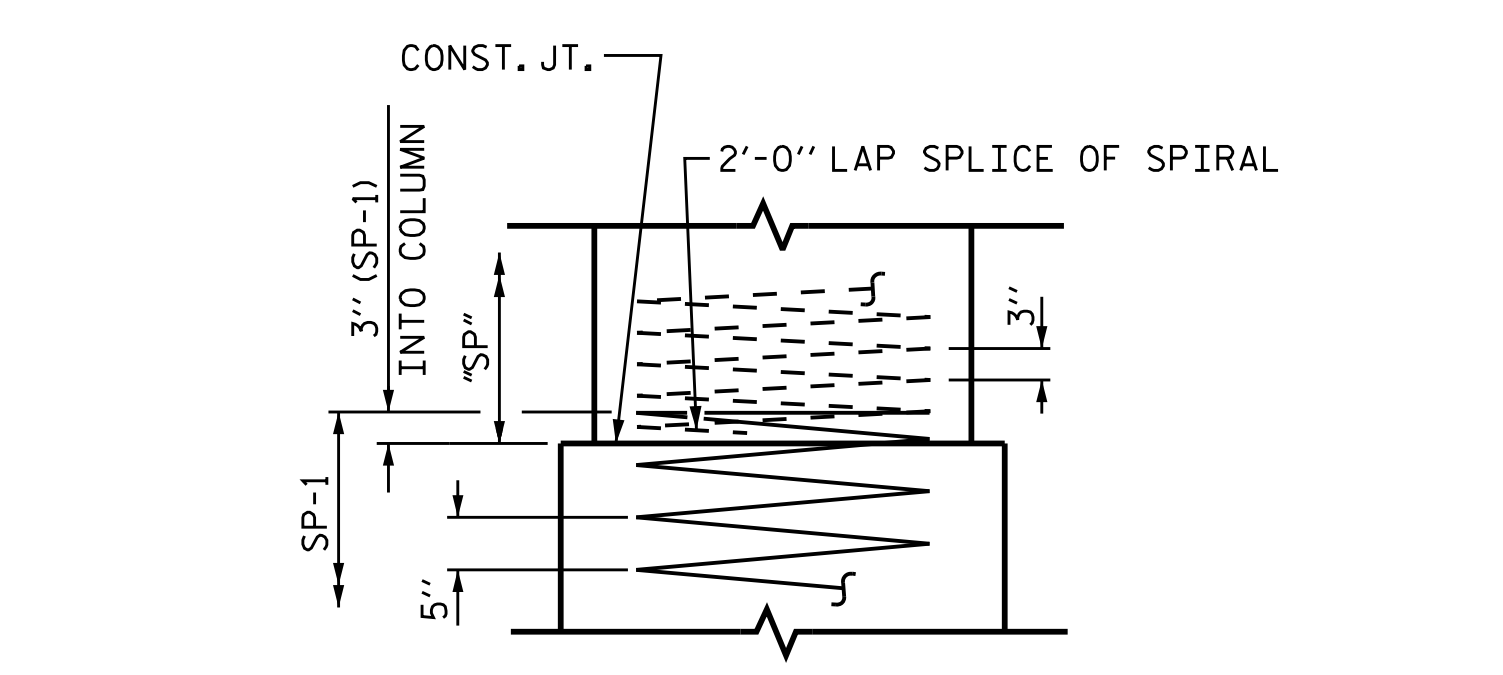 CONST. JT.
2'-0'' LAP SPLICE OF SPIRAL
3'' (SP-1)
INTO COLUMN
"SP"
3''
SP-1
5''